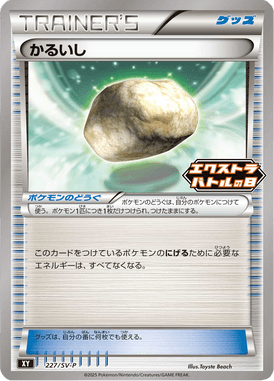 TRAINER'S
グッズ
かるいし
エクストラ
バトルの日
ポケモンのどうぐ
ポケモンのどうぐは、自分のポケモンにつけて
使う。ポケモン1匹につき1枚だけつけられ、つけたままにする。
このカードをつけているポケモンのにげるために必要な
エネルギーは、すべてなくなる。
グッズは、自分の番に何枚でも使える。
XY
227/SV-P
Illus.Toyste Beach
©2025 Pokémon/Nintendo/Creatures/GAME FREAK.